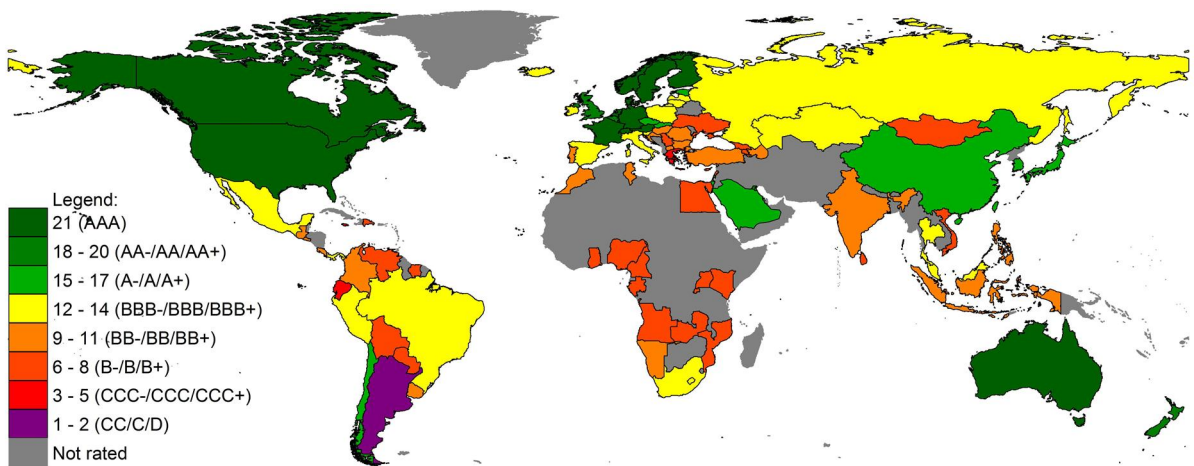 Legend:
21 (AAA)
18 - 20 (AA-/AA/AA+)
15 - 17 (A-/A/A+)
12 - 14 (BBB-/BBB/BBB+)
9 - 11 (BB-/BB/BB+)
6 - 8 (B-/B/B+)
3 - 5 (CCC-/CCC/CCC+)
1 - 2 (CC/C/D)
Not rated